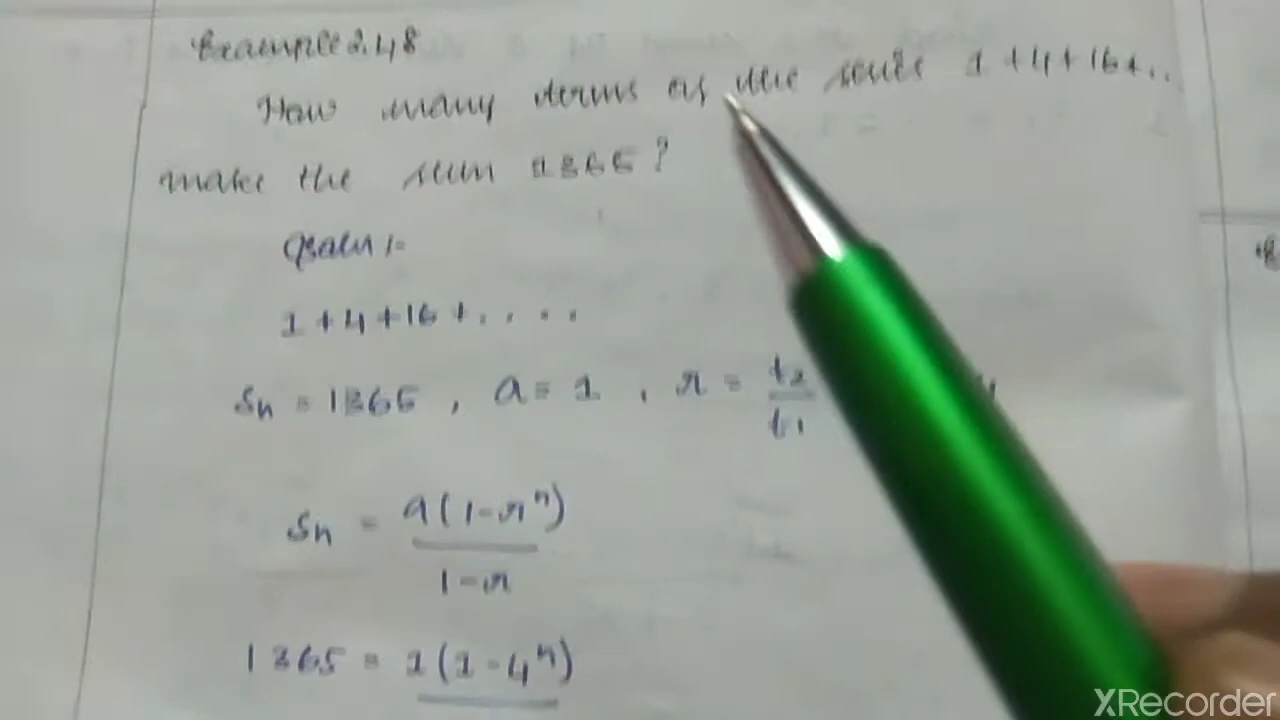 Example 2.48
How many terms of the series 1 + 4 + 16 + ..
make the sum 1365?
1 + 4 + 16 + . . . .
Sn = 1365 , a = 1 , r = t2/t1 4
Sn = a(1-r^n)
1-r
1365 = 1(1-4^n)
XRecorder